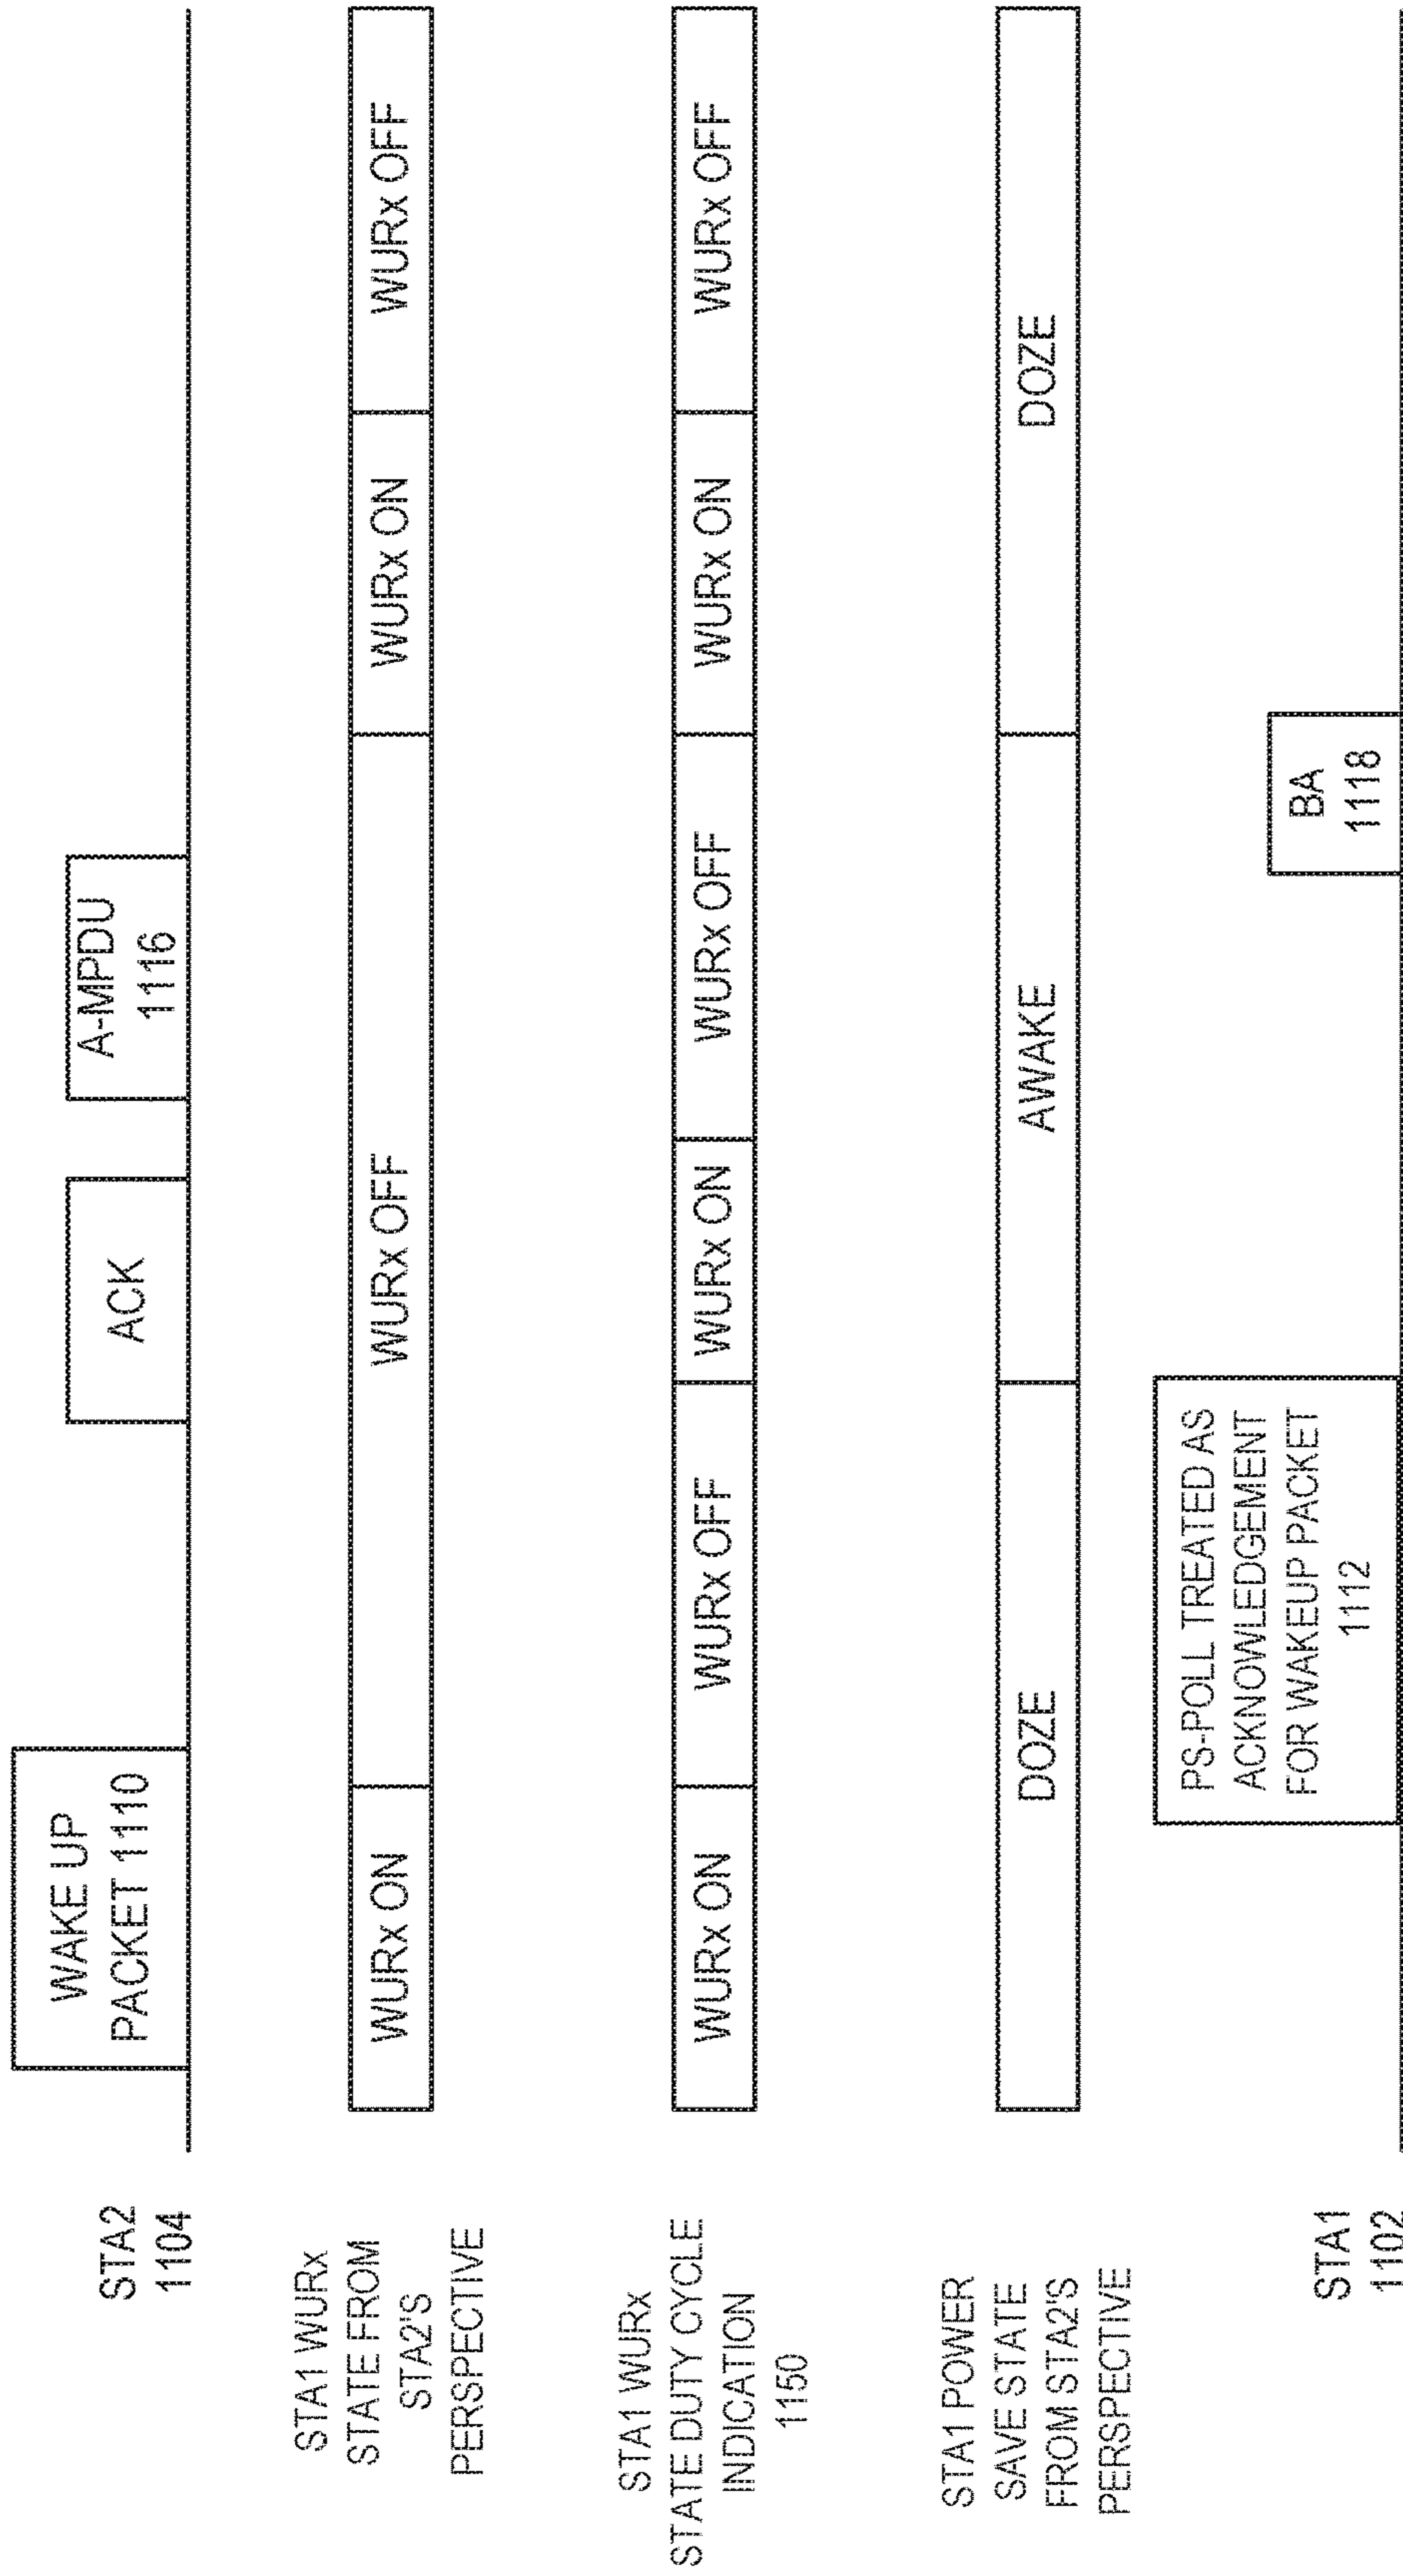 STA2
1104
WAKE UP
PACKET 1110
ACK
A-MPDU
1116
STA1 WURx
STATE FROM
STA2'S
PERSPECTIVE
WURx ON
WURx OFF
WURx ON
WURx OFF
STA1 WURx
STATE DUTY CYCLE
INDICATION
1150
WURx ON
WURx OFF
WURx ON
WURx OFF
WURx ON
WURx OFF
STA1 POWER
SAVE STATE
FROM STA2'S
PERSPECTIVE
DOZE
AWAKE
DOZE
STA1
1102
PS-POLL TREATED AS
ACKNOWLEDGEMENT
FOR WAKEUP PACKET
1112
BA
1118